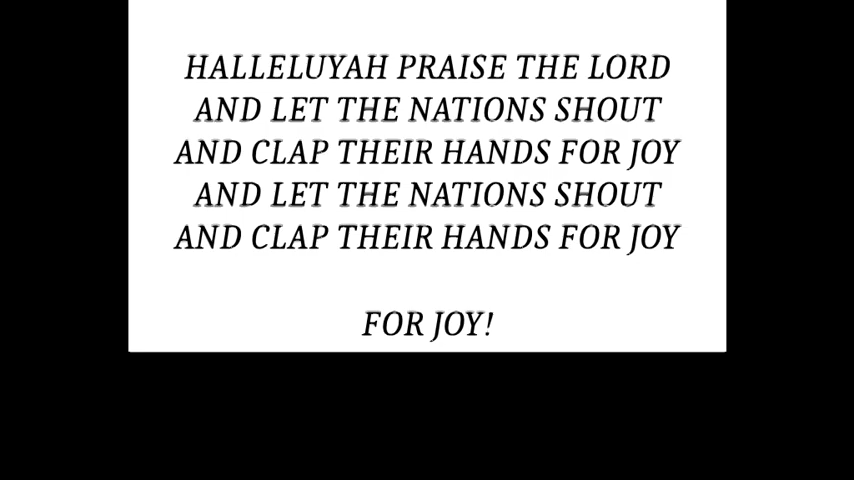 HALLELUYAH PRAISE THE LORD
AND LET THE NATIONS SHOUT
AND CLAP THEIR HANDS FOR JOY
AND LET THE NATIONS SHOUT
AND CLAP THEIR HANDS FOR JOY
FOR JOY!